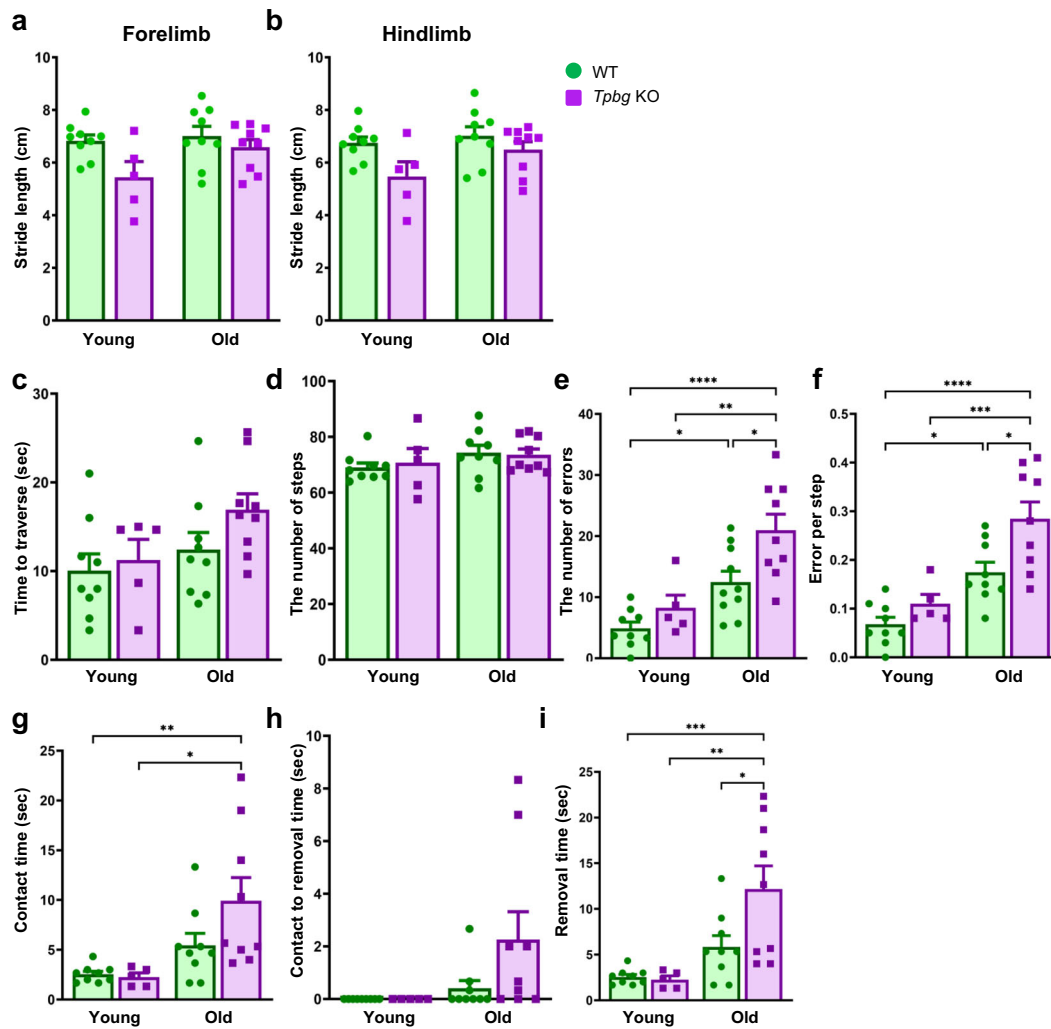 a Forelimb b Hindlimb
WT
Tpbg KO
Stride length (cm)
10
8
6
4
2
0
Young Old
Stride length (cm)
10
8
6
4
2
0
Young Old
c
Time to traverse (sec)
30
20
10
0
Young Old
d
The number of steps
100
80
60
40
20
0
Young Old
e
The number of errors
40
30
20
10
0
****
**
* *
Young Old
f
Error per step
0.5
0.4
0.3
0.2
0.1
0.0
****
***
* *
Young Old
g
Contact time (sec)
25
20
15
10
5
0
**
*
Young Old
h
Contact to removal time (sec)
10
8
6
4
2
0
Young Old
i
Removal time (sec)
25
20
15
10
5
0
***
**
*
Young Old